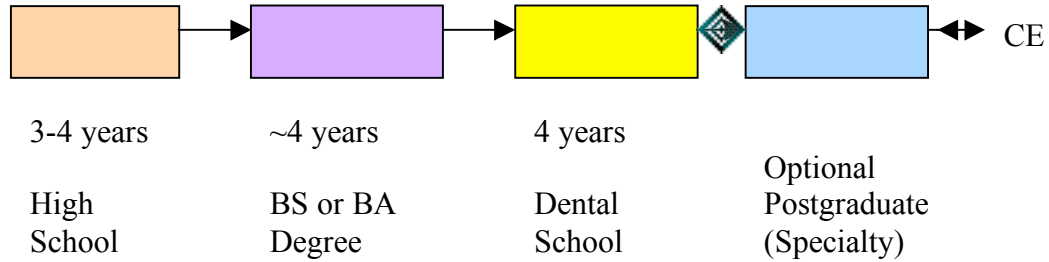 CE
3-4 years
~4 years
4 years
High
School
BS or BA
Degree
Dental
School
Optional
Postgraduate
(Specialty)